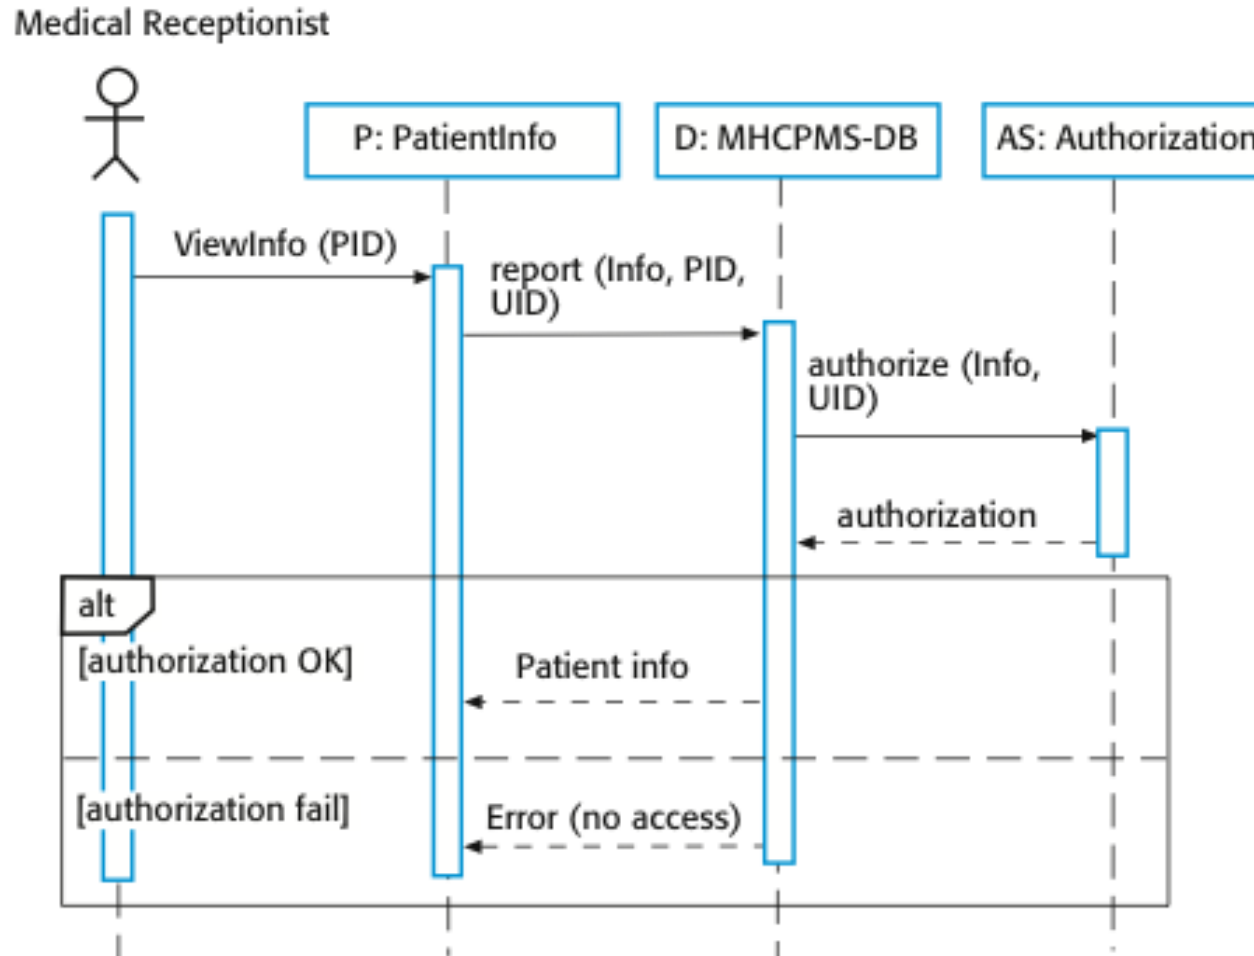 Medical Receptionist
P: PatientInfo
D: MHCPMS-DB
AS: Authorization
ViewInfo (PID)
report (Info, PID,
UID)
authorize (Info,
UID)
authorization
alt
[authorization OK]
Patient info
[authorization fail]
Error (no access)